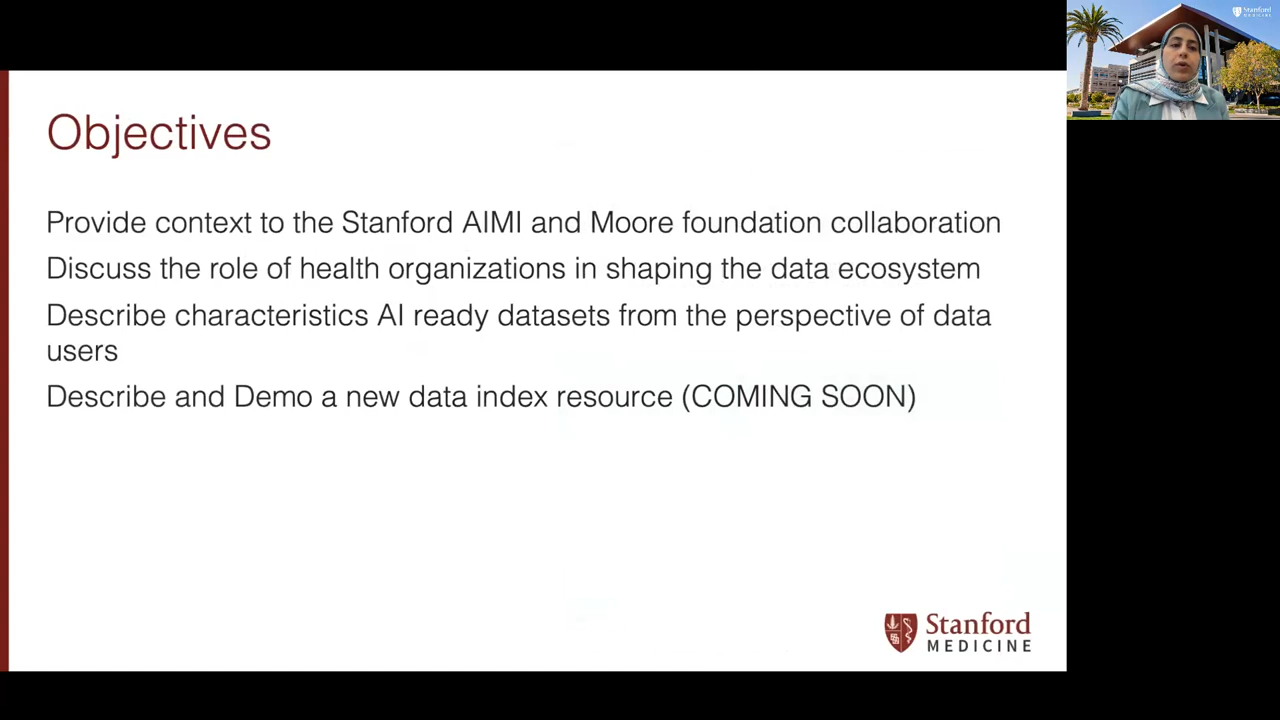 Objectives
Provide context to the Stanford AIMI and Moore foundation collaboration
Discuss the role of health organizations in shaping the data ecosystem
Describe characteristics AI ready datasets from the perspective of data
users
Describe and Demo a new data index resource (COMING SOON)
Stanford
MEDICINE
Stanford
MEDICINE